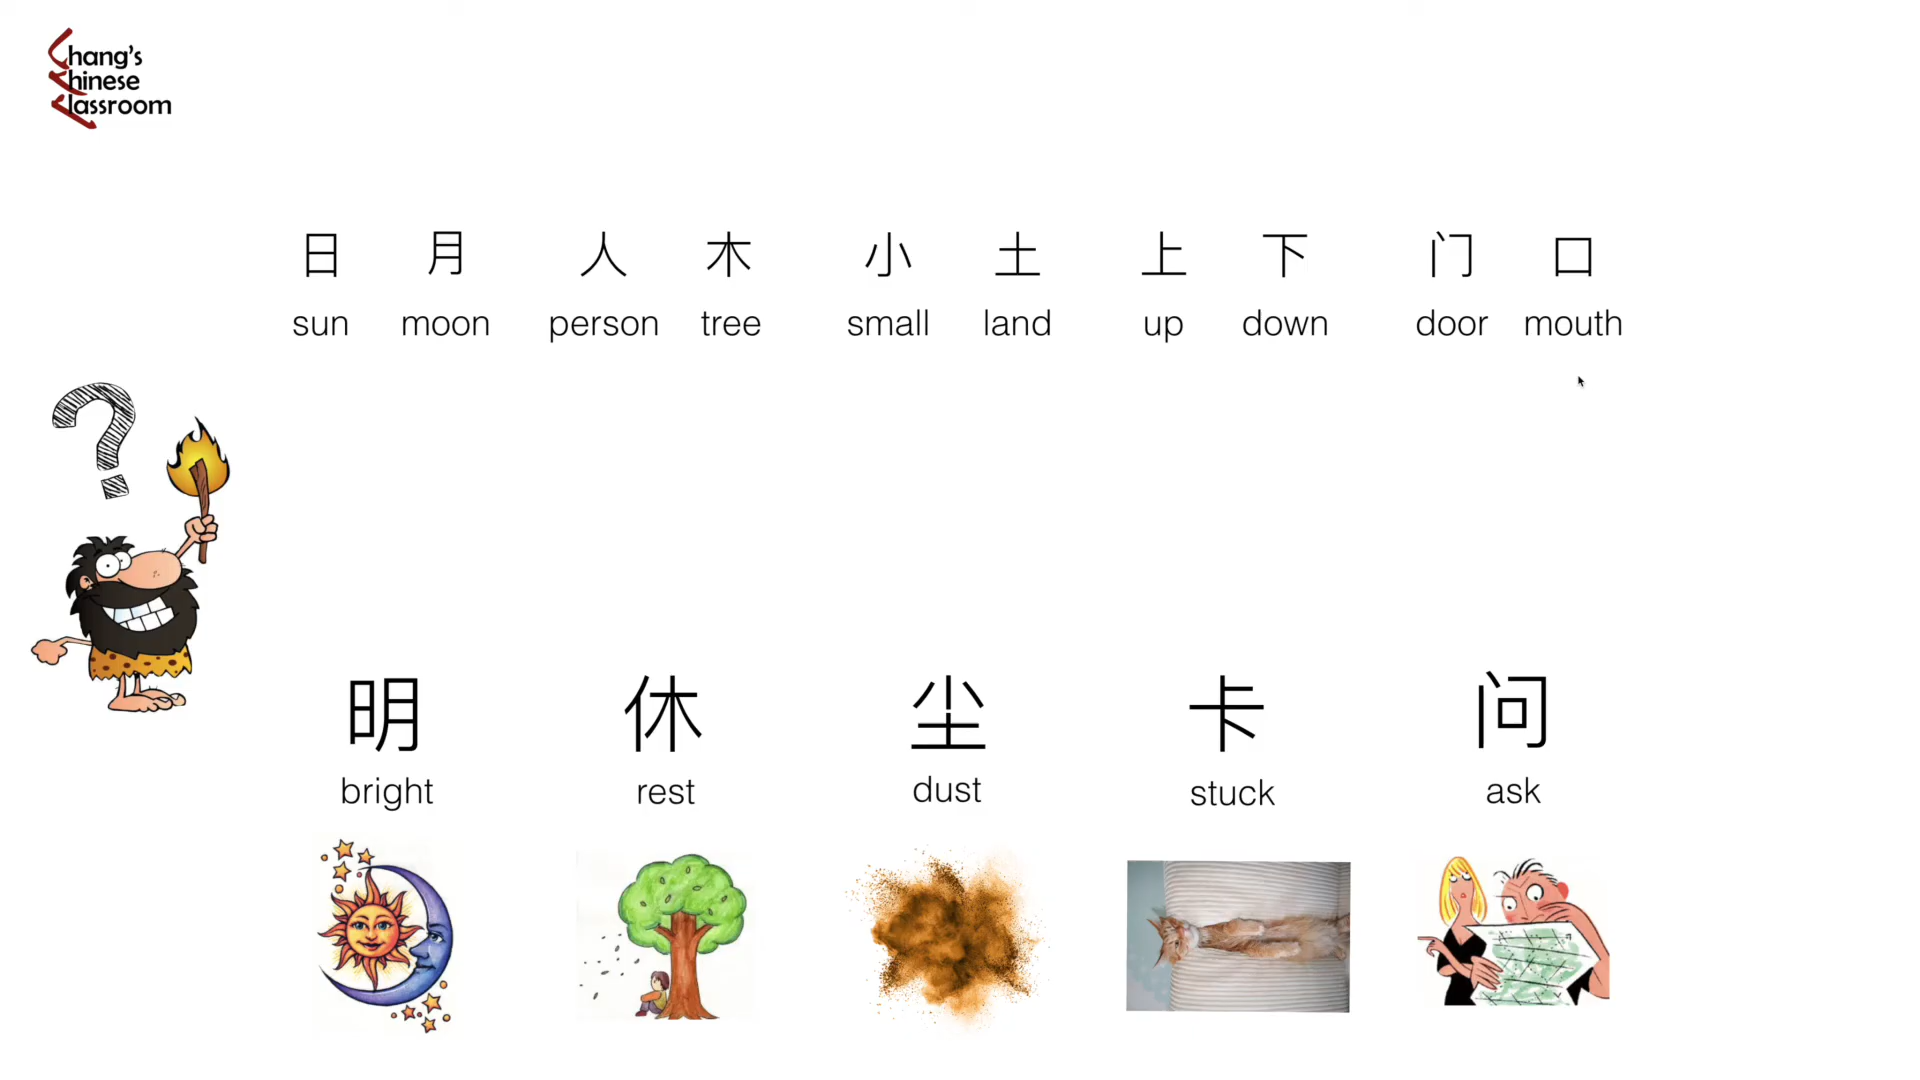 Chang's
Chinese
Classroom
日 月 人 木 小 土 上 下 门 口
sun moon person tree small land up down door mouth
?
明 休 尘 卡 问
bright rest dust stuck ask